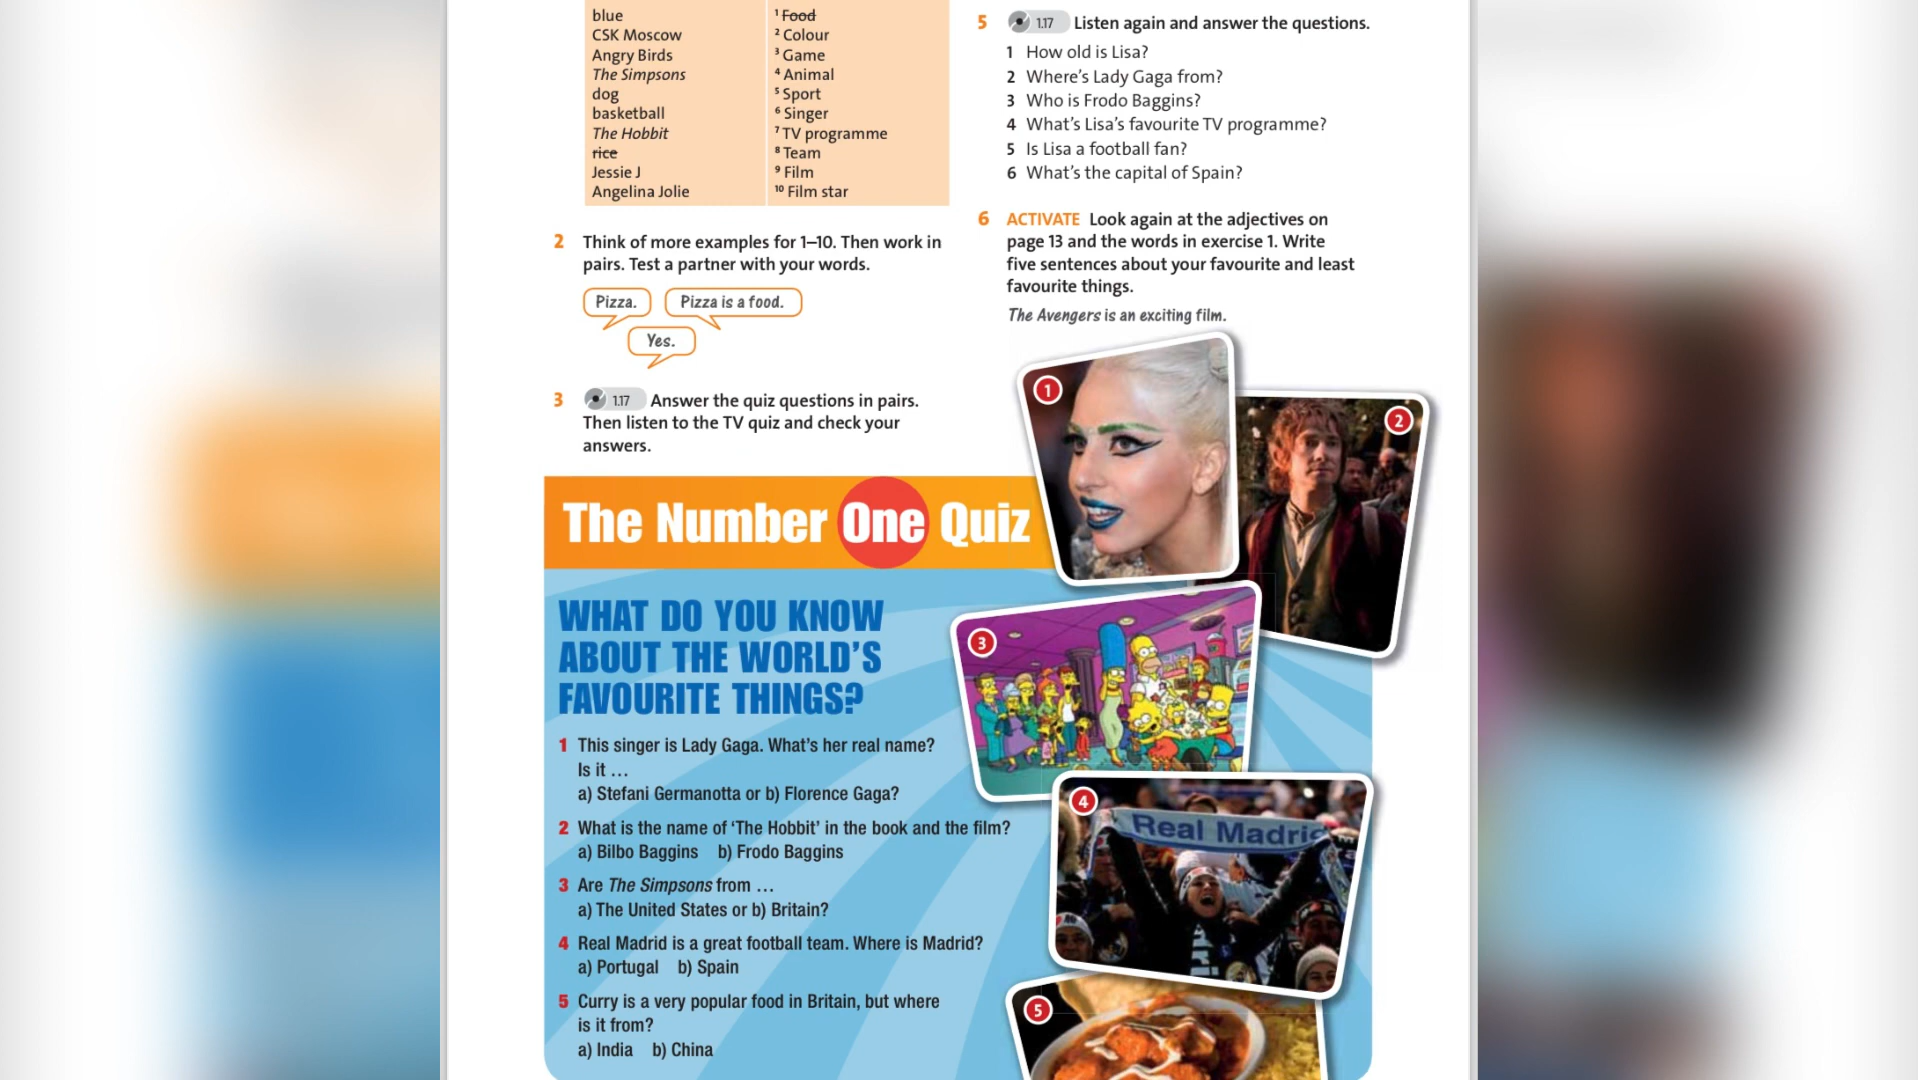 blue
CSK Moscow
Angry Birds
The Simpsons
dog
basketball
The Hobbit
rice
Jessie J
Angelina Jolie
1 Food
2 Colour
3 Game
4 Animal
5 Sport
6 Singer
7 TV programme
8 Team
9 Film
10 Film star
2 Think of more examples for 1–10. Then work in
pairs. Test a partner with your words.
Pizza.
Pizza is a food.
Yes.
3 1.17 Answer the quiz questions in pairs.
Then listen to the TV quiz and check your
answers.
5 1.17 Listen again and answer the questions.
1 How old is Lisa?
2 Where's Lady Gaga from?
3 Who is Frodo Baggins?
4 What's Lisa's favourite TV programme?
5 Is Lisa a football fan?
6 What's the capital of Spain?
6 ACTIVATE Look again at the adjectives on
page 13 and the words in exercise 1. Write
five sentences about your favourite and least
favourite things.
The Avengers is an exciting film.
The Number One Quiz
WHAT DO YOU KNOW
ABOUT THE WORLD'S
FAVOURITE THINGS?
1 This singer is Lady Gaga. What's her real name?
Is it …
a) Stefani Germanotta or b) Florence Gaga?
2 What is the name of 'The Hobbit' in the book and the film?
a) Bilbo Baggins b) Frodo Baggins
3 Are The Simpsons from …
a) The United States or b) Britain?
4 Real Madrid is a great football team. Where is Madrid?
a) Portugal b) Spain
5 Curry is a very popular food in Britain, but where
is it from?
a) India b) China
1
2
3
4
Real Madrid
5